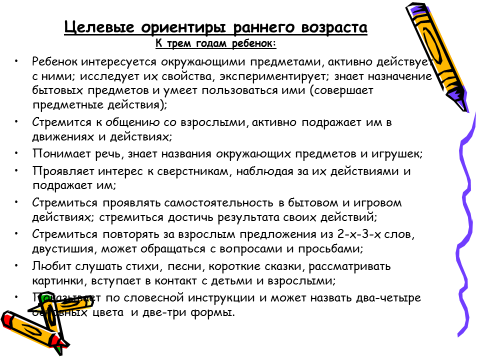 Целевые ориентиры раннего возраста
К трем годам ребенок:
• Ребенок интересуется окружающими предметами, активно действует
с ними; исследует их свойства, экспериментирует; знает назначение
бытовых предметов и умеет пользоваться ими (совершает
предметные действия);
• Стремится к общению со взрослыми, активно подражает им в
движениях и действиях;
• Понимает речь, знает названия окружающих предметов и игрушек;
• Проявляет интерес к сверстникам, наблюдая за их действиями и
подражает им;
• Стремиться проявлять самостоятельность в бытовом и игровом
действиях; стремиться достичь результата своих действий;
• Стремиться повторять за взрослым предложения из 2-х-3-х слов,
двустишия, может обращаться с вопросами и просьбами;
• Любит слушать стихи, песни, короткие сказки, рассматривать
картинки, вступает в контакт с детьми и взрослыми;
• Показывает по словесной инструкции и может назвать два-четыре
основных цвета и две-три формы.